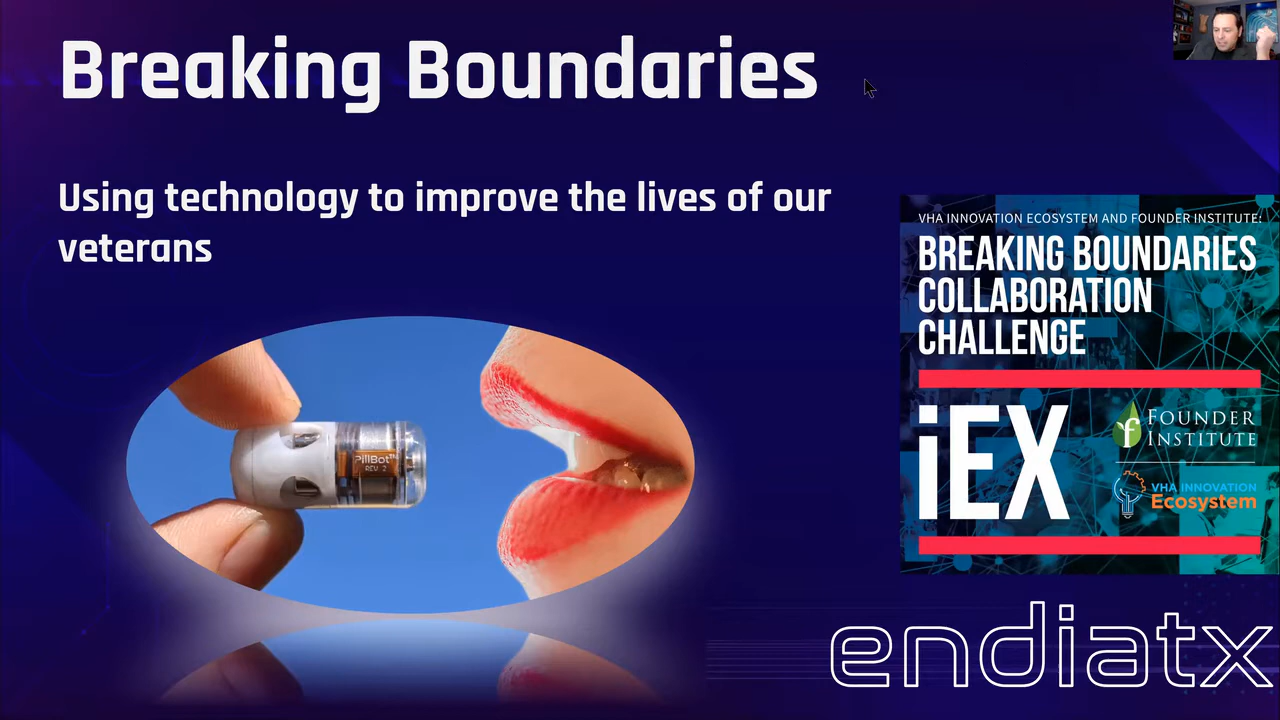 Breaking Boundaries
Using technology to improve the lives of our
veterans
PillBot™
REV 2
VHA INNOVATION ECOSYSTEM AND FOUNDER INSTITUTE:
BREAKING BOUNDARIES
COLLABORATION
CHALLENGE
iEX
FOUNDER
INSTITUTE
VHA INNOVATION
Ecosystem
endiatx